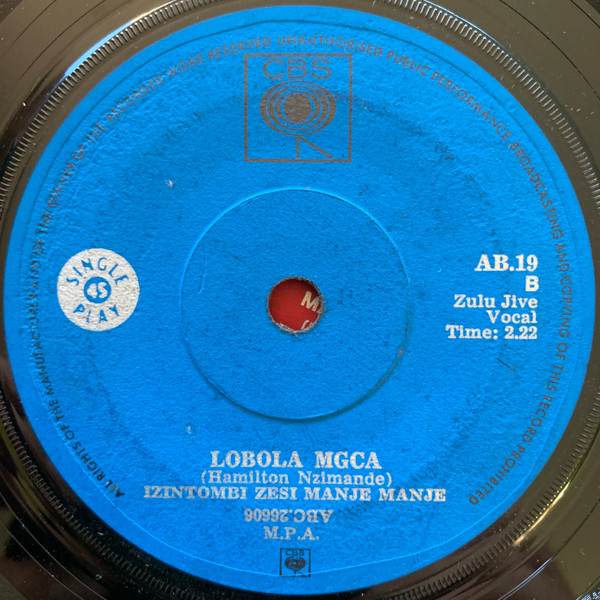 ALL RIGHTS OF THE MANUFACTURER AND OF THE OWNER OF THE RECORDED WORK RESERVED UNAUTHORISED PUBLIC PERFORMANCE, BROADCASTING AND COPYING OF THIS RECORD PROHIBITED
CBS
SINGLE
45
PLAY
AB.19
B
Zulu Jive
Vocal
Time: 2.22
LOBOLA MGCA
(Hamilton Nzimande)
IZINTOMBI ZESI MANJE MANJE
ABC.26606
M.P.A.
CBS